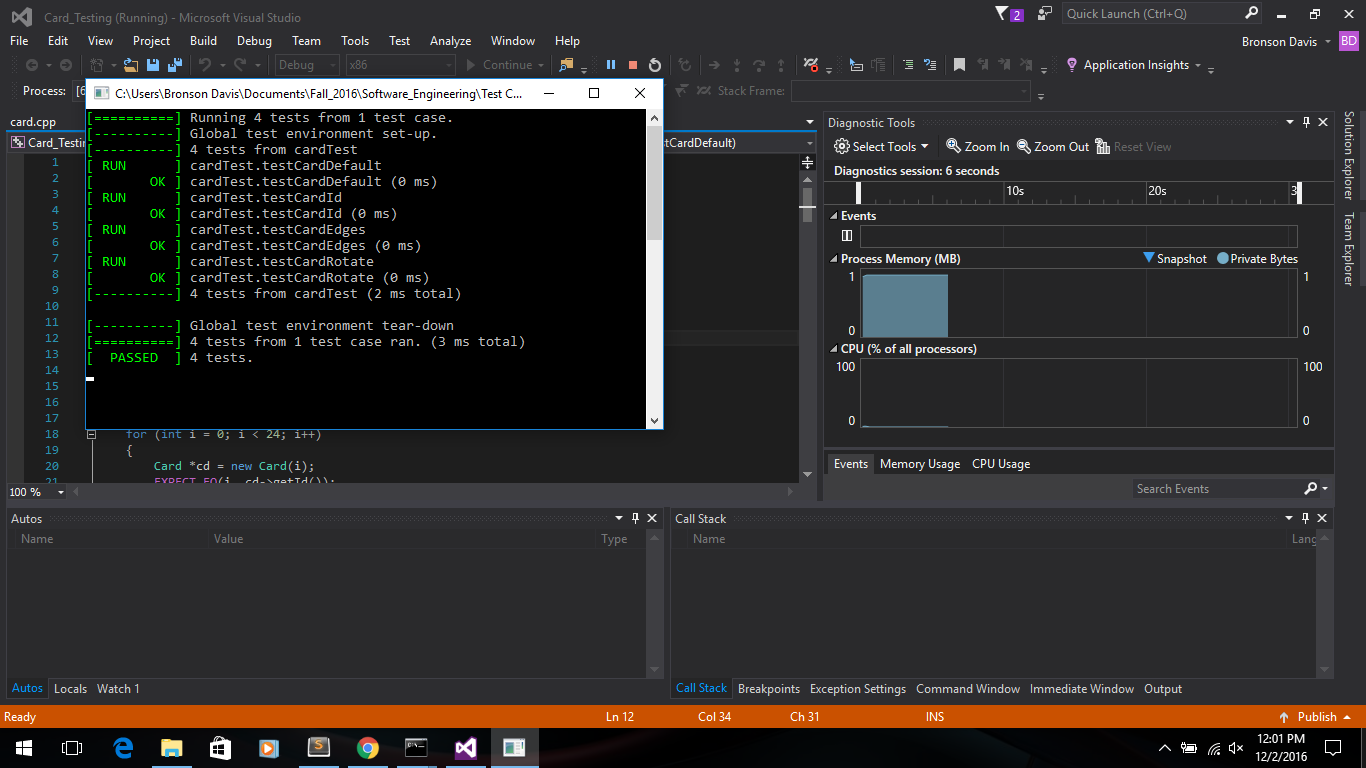 Card_Testing (Running) - Microsoft Visual Studio
2
Quick Launch (Ctrl+Q)
File Edit View Project Build Debug Team Tools Test Analyze Window Help
Bronson Davis
BD
Debug x86 Continue Application Insights
Process: [6
Stack Frame:
C:\Users\Bronson Davis\Documents\Fall_2016\Software_Engineering\Test C...
[==========] Running 4 tests from 1 test case.
[----------] Global test environment set-up.
[----------] 4 tests from cardTest
[ RUN      ] cardTest.testCardDefault
[       OK ] cardTest.testCardDefault (0 ms)
[ RUN      ] cardTest.testCardId
[       OK ] cardTest.testCardId (0 ms)
[ RUN      ] cardTest.testCardEdges
[       OK ] cardTest.testCardEdges (0 ms)
[ RUN      ] cardTest.testCardRotate
[       OK ] cardTest.testCardRotate (0 ms)
[----------] 4 tests from cardTest (2 ms total)
[----------] Global test environment tear-down
[==========] 4 tests from 1 test case ran. (3 ms total)
[  PASSED  ] 4 tests.
card.cpp
Card_Testin
stCardDefault)
1
2
3
4
5
6
7
8
9
10
11
12
13
14
15
16
17
18 for (int i = 0; i < 24; i++)
19 {
20 Card *cd = new Card(i);
21 EXPECT_EQ(i, cd->getId());
100 %
Diagnostic Tools
Select Tools Zoom In Zoom Out Reset View
Diagnostics session: 6 seconds
10s 20s 3
Events
Process Memory (MB) Snapshot Private Bytes
1 1
0 0
CPU (% of all processors)
100 100
0 0
Events Memory Usage CPU Usage
Search Events
Solution Explorer
Team Explorer
Autos
Name Value Type
Autos Locals Watch 1
Call Stack
Name Lang
Call Stack Breakpoints Exception Settings Command Window Immediate Window Output
Ready Ln 12 Col 34 Ch 31 INS Publish
12:01 PM
12/2/2016